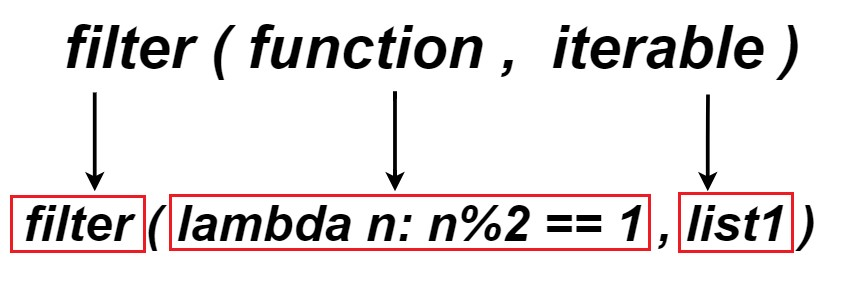 filter ( function , iterable )
filter ( lambda n: n%2 == 1 , list1 )